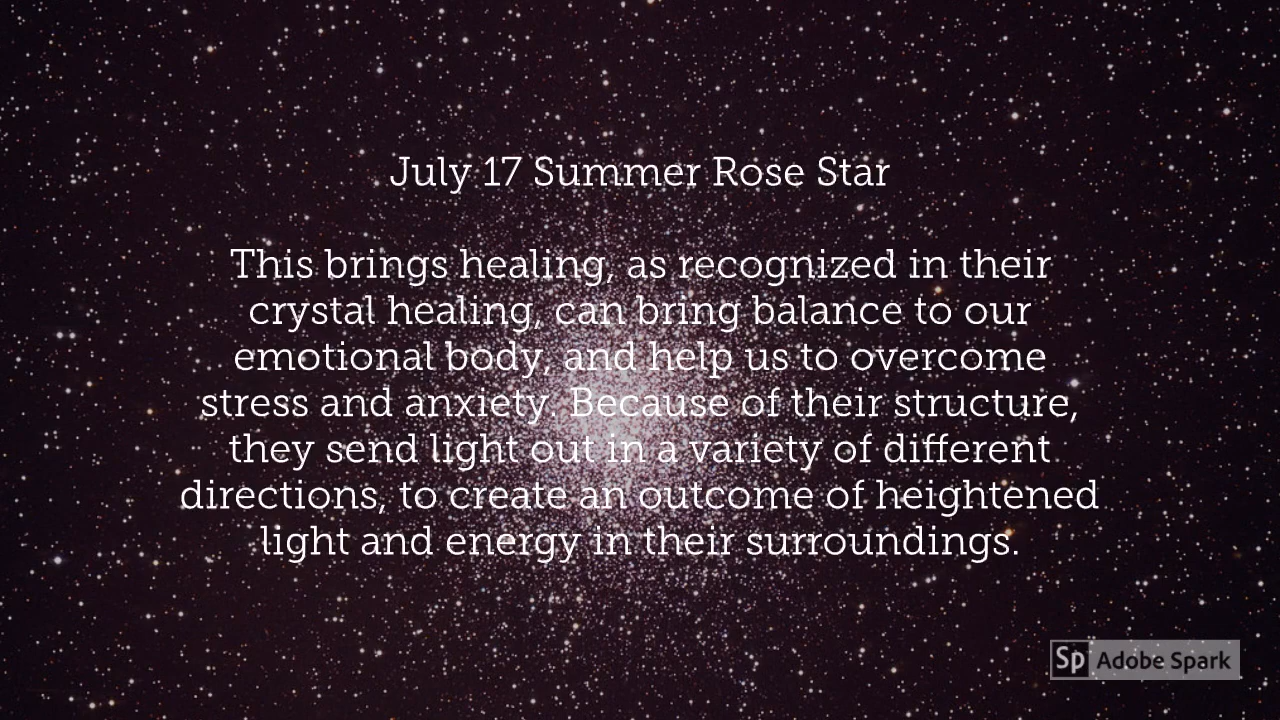 July 17 Summer Rose Star
This brings healing, as recognized in their
crystal healing, can bring balance to our
emotional body, and help us to overcome
stress and anxiety. Because of their structure,
they send light out in a variety of different
directions, to create an outcome of heightened
light and energy in their surroundings.
Sp Adobe Spark